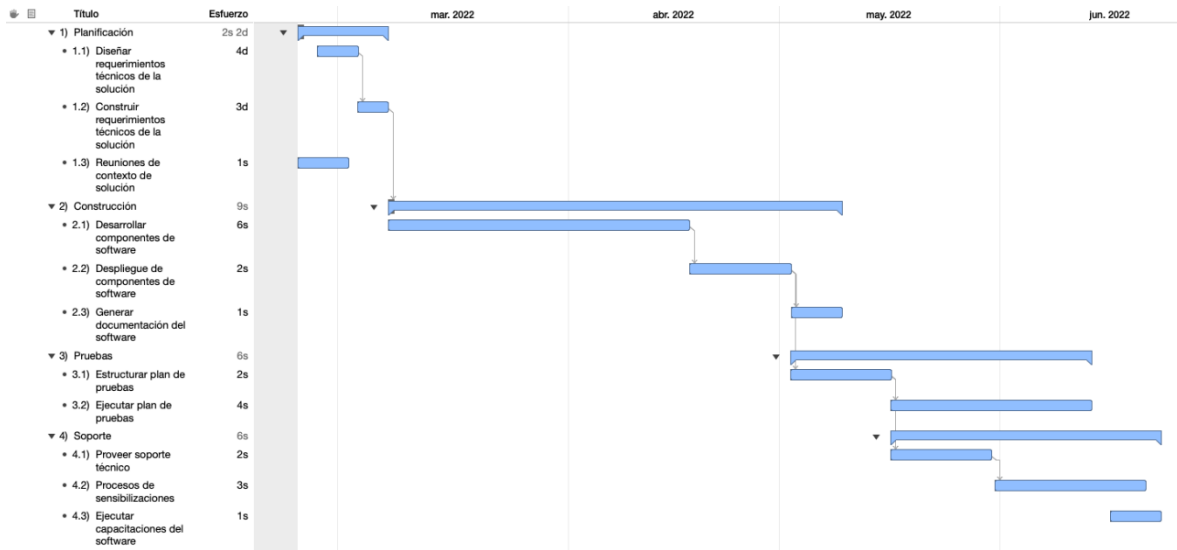 Título Esfuerzo mar. 2022 abr. 2022 may. 2022 jun. 2022
1) Planificación 2s 2d
1.1) Diseñar 4d
requerimientos
técnicos de la
solución
1.2) Construir 3d
requerimientos
técnicos de la
solución
1.3) Reuniones de 1s
contexto de
solución
2) Construcción 9s
2.1) Desarrollar 6s
componentes de
software
2.2) Despliegue de 2s
componentes de
software
2.3) Generar 1s
documentación del
software
3) Pruebas 6s
3.1) Estructurar plan de 2s
pruebas
3.2) Ejecutar plan de 4s
pruebas
4) Soporte 6s
4.1) Proveer soporte 2s
técnico
4.2) Procesos de 3s
sensibilizaciones
4.3) Ejecutar 1s
capacitaciones del
software